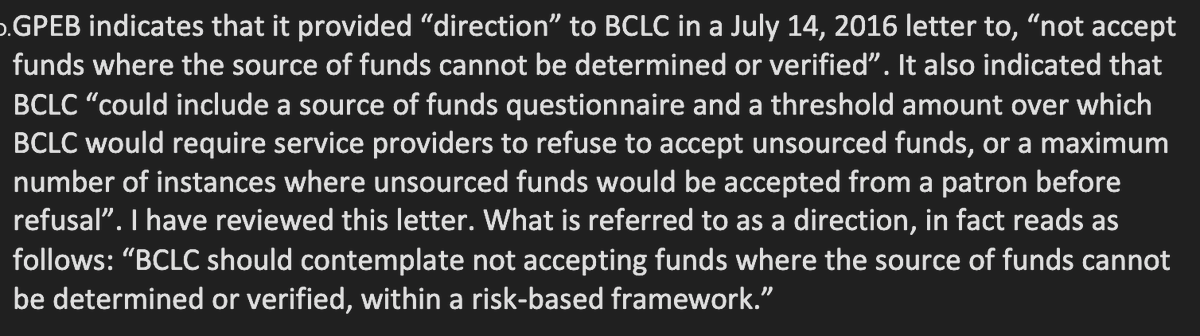 .GPEB indicates that it provided “direction” to BCLC in a July 14, 2016 letter to, “not accept
funds where the source of funds cannot be determined or verified”. It also indicated that
BCLC “could include a source of funds questionnaire and a threshold amount over which
BCLC would require service providers to refuse to accept unsourced funds, or a maximum
number of instances where unsourced funds would be accepted from a patron before
refusal”. I have reviewed this letter. What is referred to as a direction, in fact reads as
follows: “BCLC should contemplate not accepting funds where the source of funds cannot
be determined or verified, within a risk-based framework.”